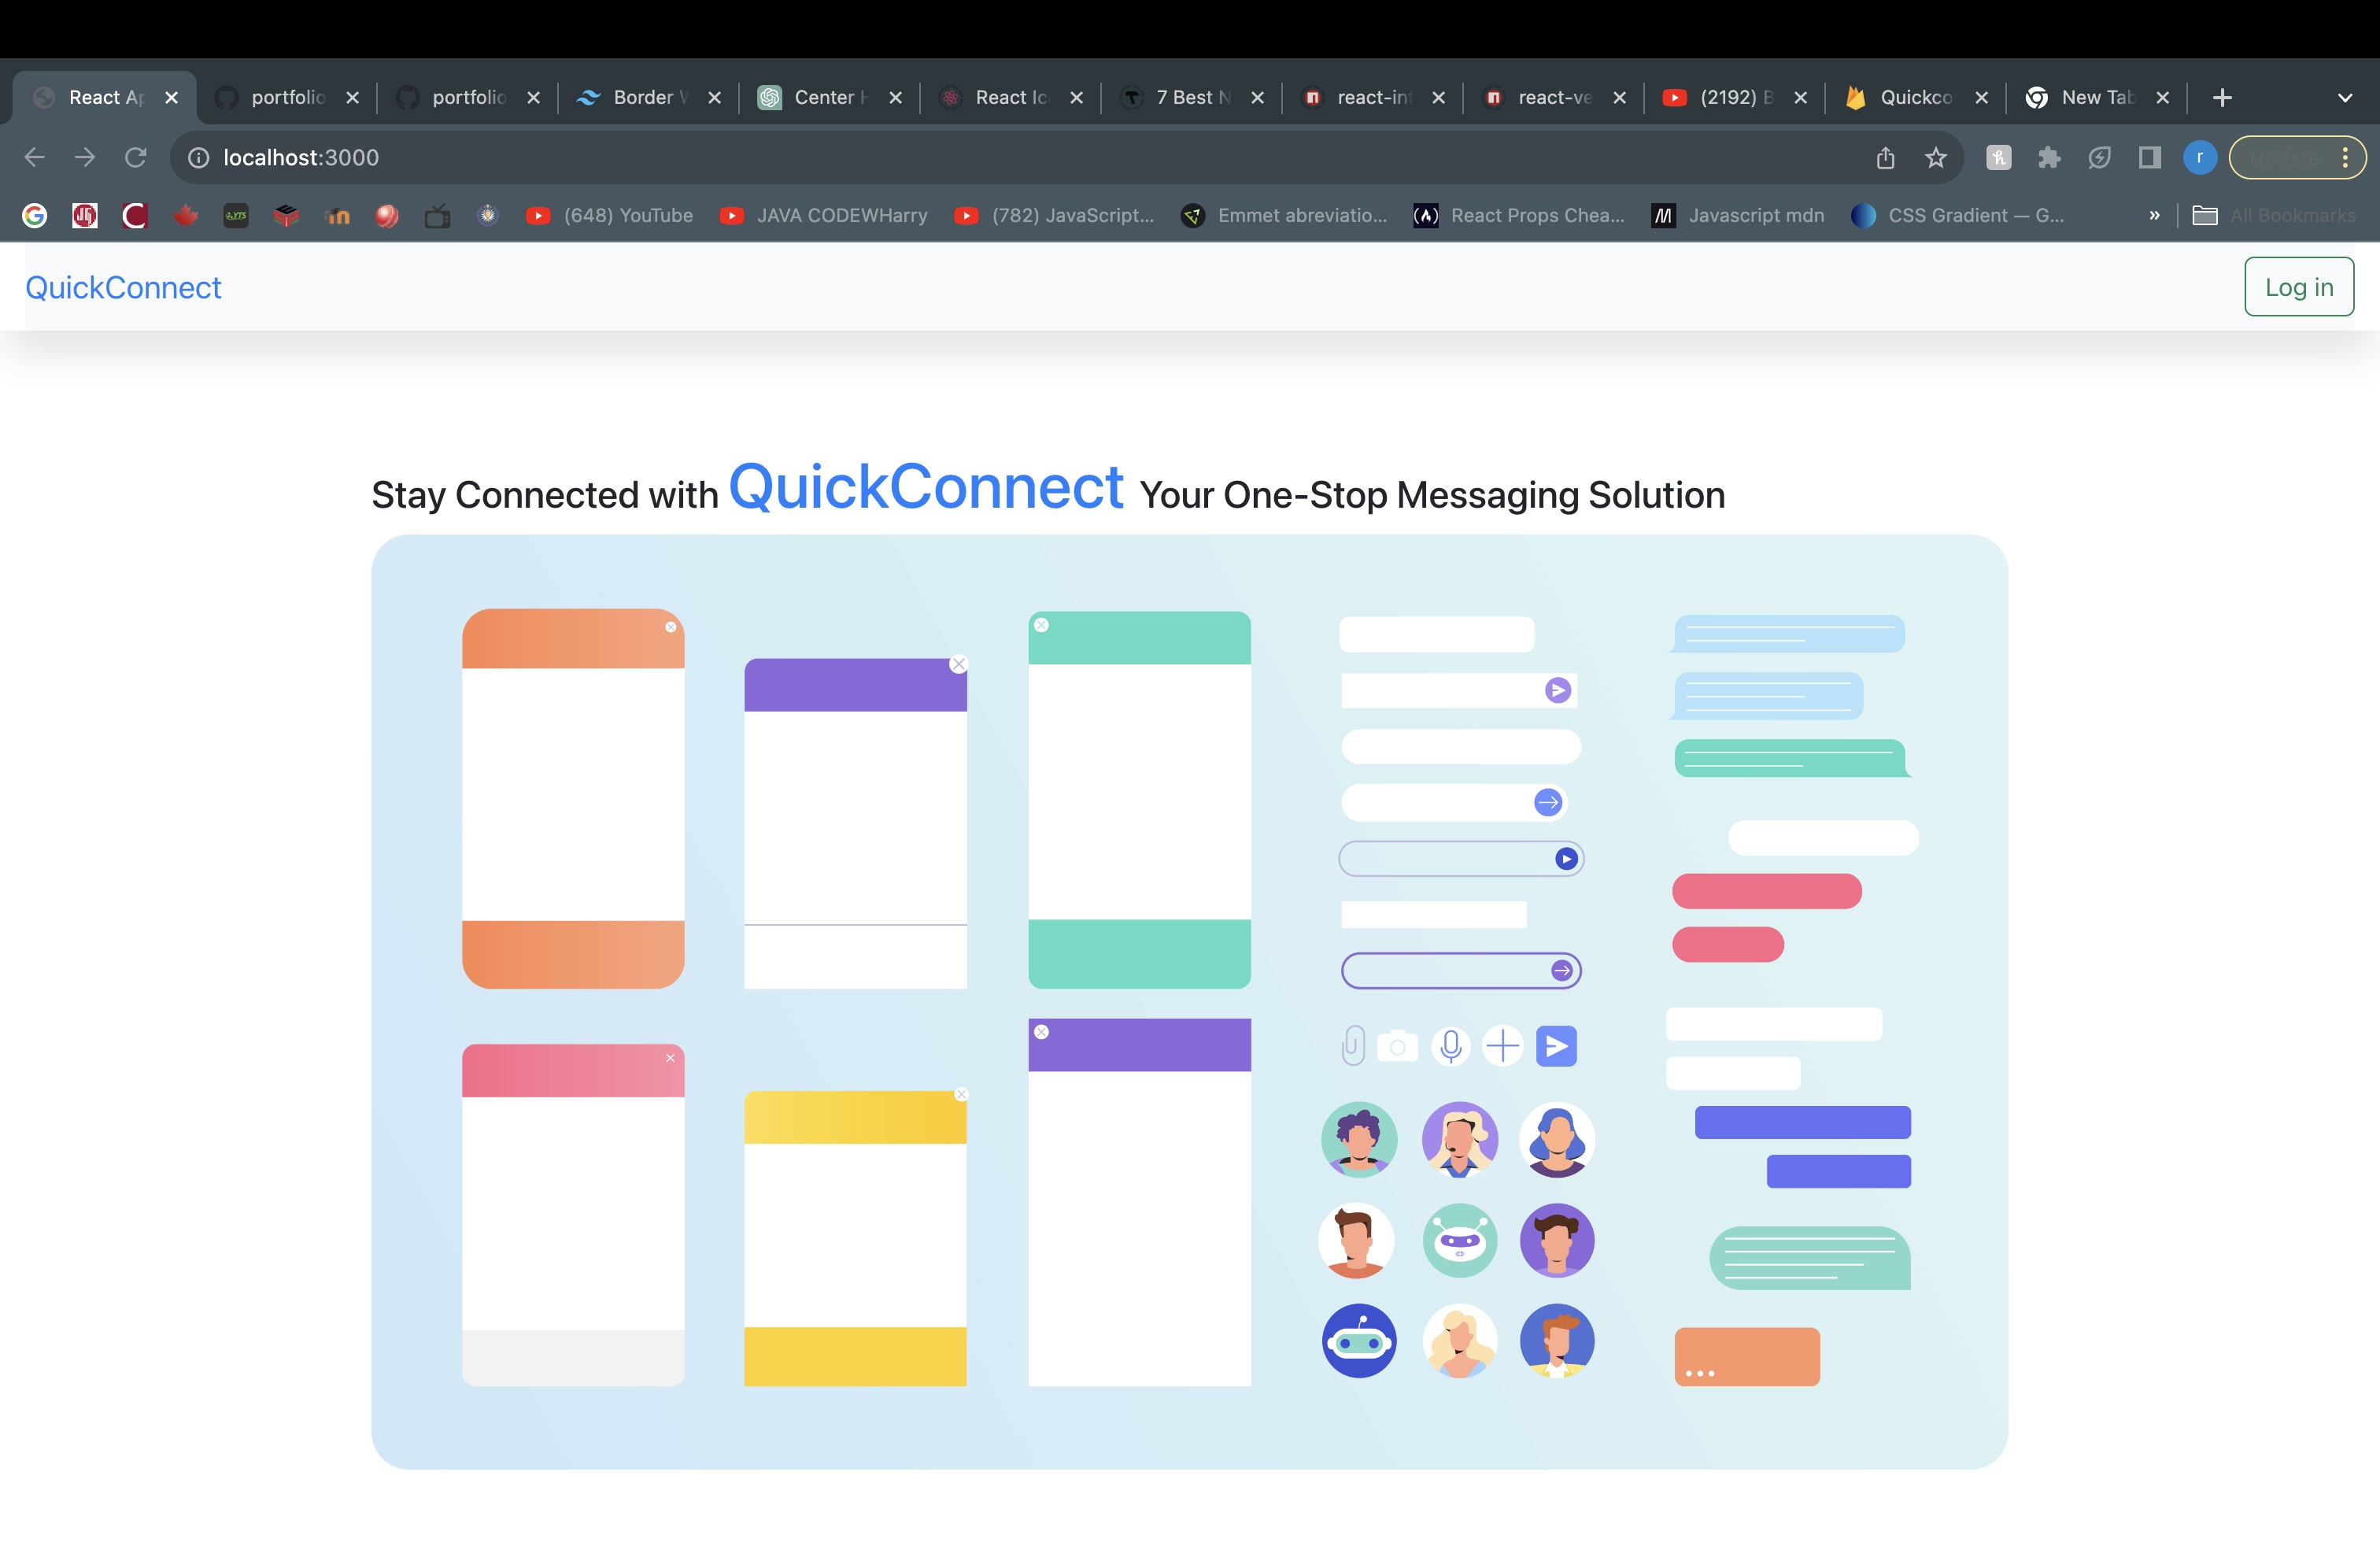 React Ap portfolio portfolio Border Center React Ic 7 Best N react-in react-ve (2192) B Quickco New Tab
localhost:3000 Update
(648) YouTube JAVA CODEWHarry (782) JavaScript... Emmet abreviatio... React Props Chea... Javascript mdn CSS Gradient — G... » All Bookmarks
QuickConnect Log in
Stay Connected with QuickConnect Your One-Stop Messaging Solution